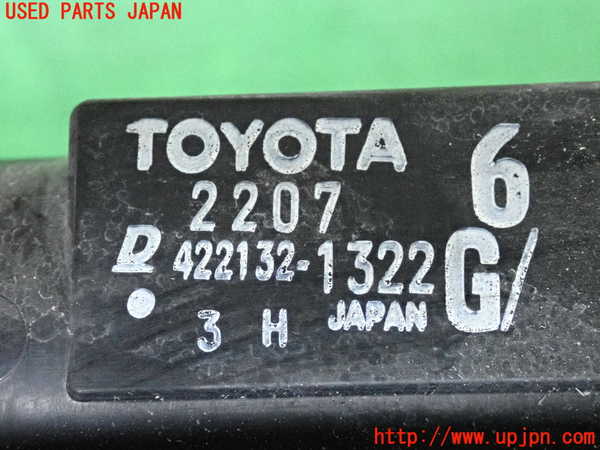 USED PARTS JAPAN
TOYOTA 6
2207
D 422132-1322 G/
3 H JAPAN
http://www.upjpn.com